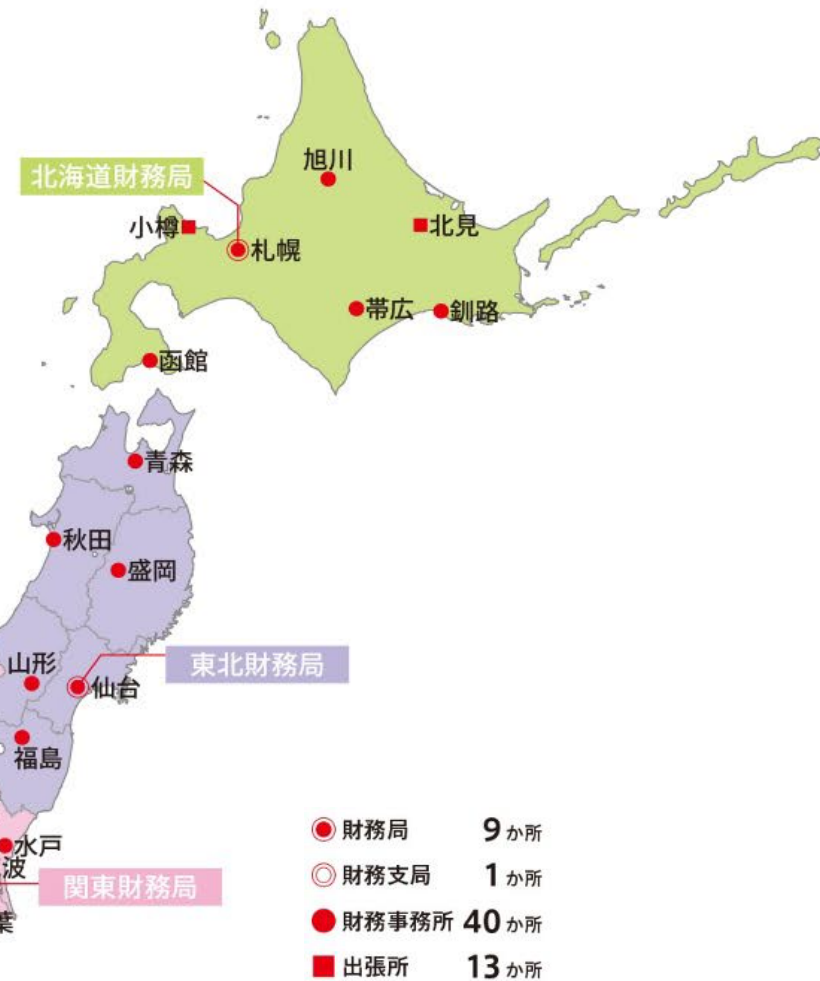 旭川
北海道財務局
小樽
北見
札幌
帯広
釧路
函館
青森
秋田
盛岡
山形
東北財務局
仙台
福島
水戸
波
関東財務局
葉
財務局 9か所
財務支局 1か所
財務事務所 40か所
出張所 13か所